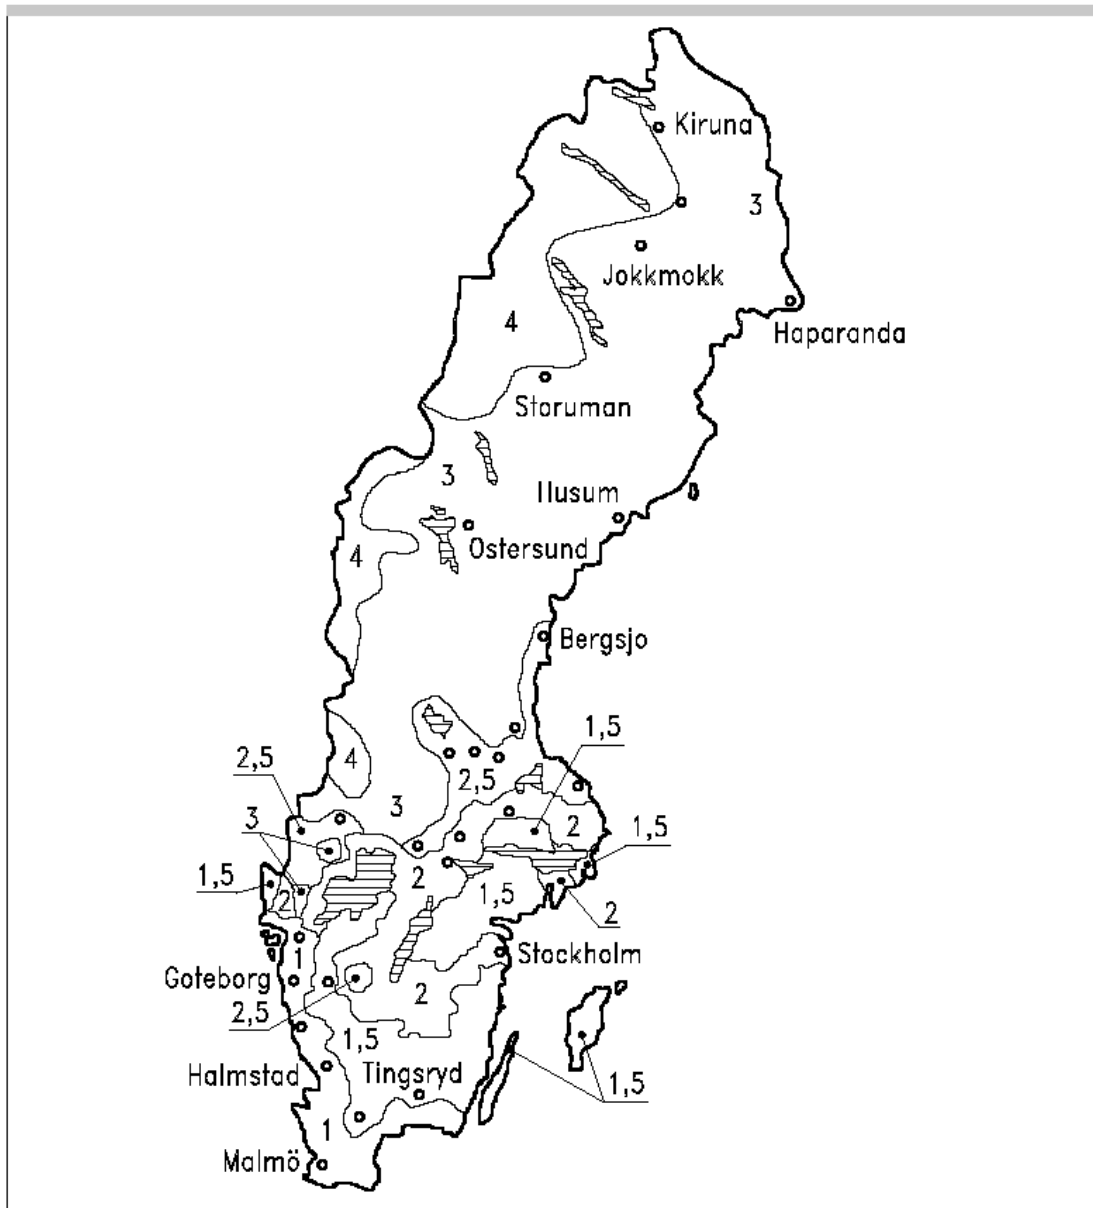 Kiruna
3
Jokkmokk
4
Haparanda
Storuman
3
Ilusum
Ostersund
4
Bergsjo
1,5
2,5
4
2,5
3
3
2
1,5
1,5
2
2
1,5
2
1
Stockholm
Goteborg
2
2,5
1,5
Halmstad
Tingsryd
1,5
1
Malmö